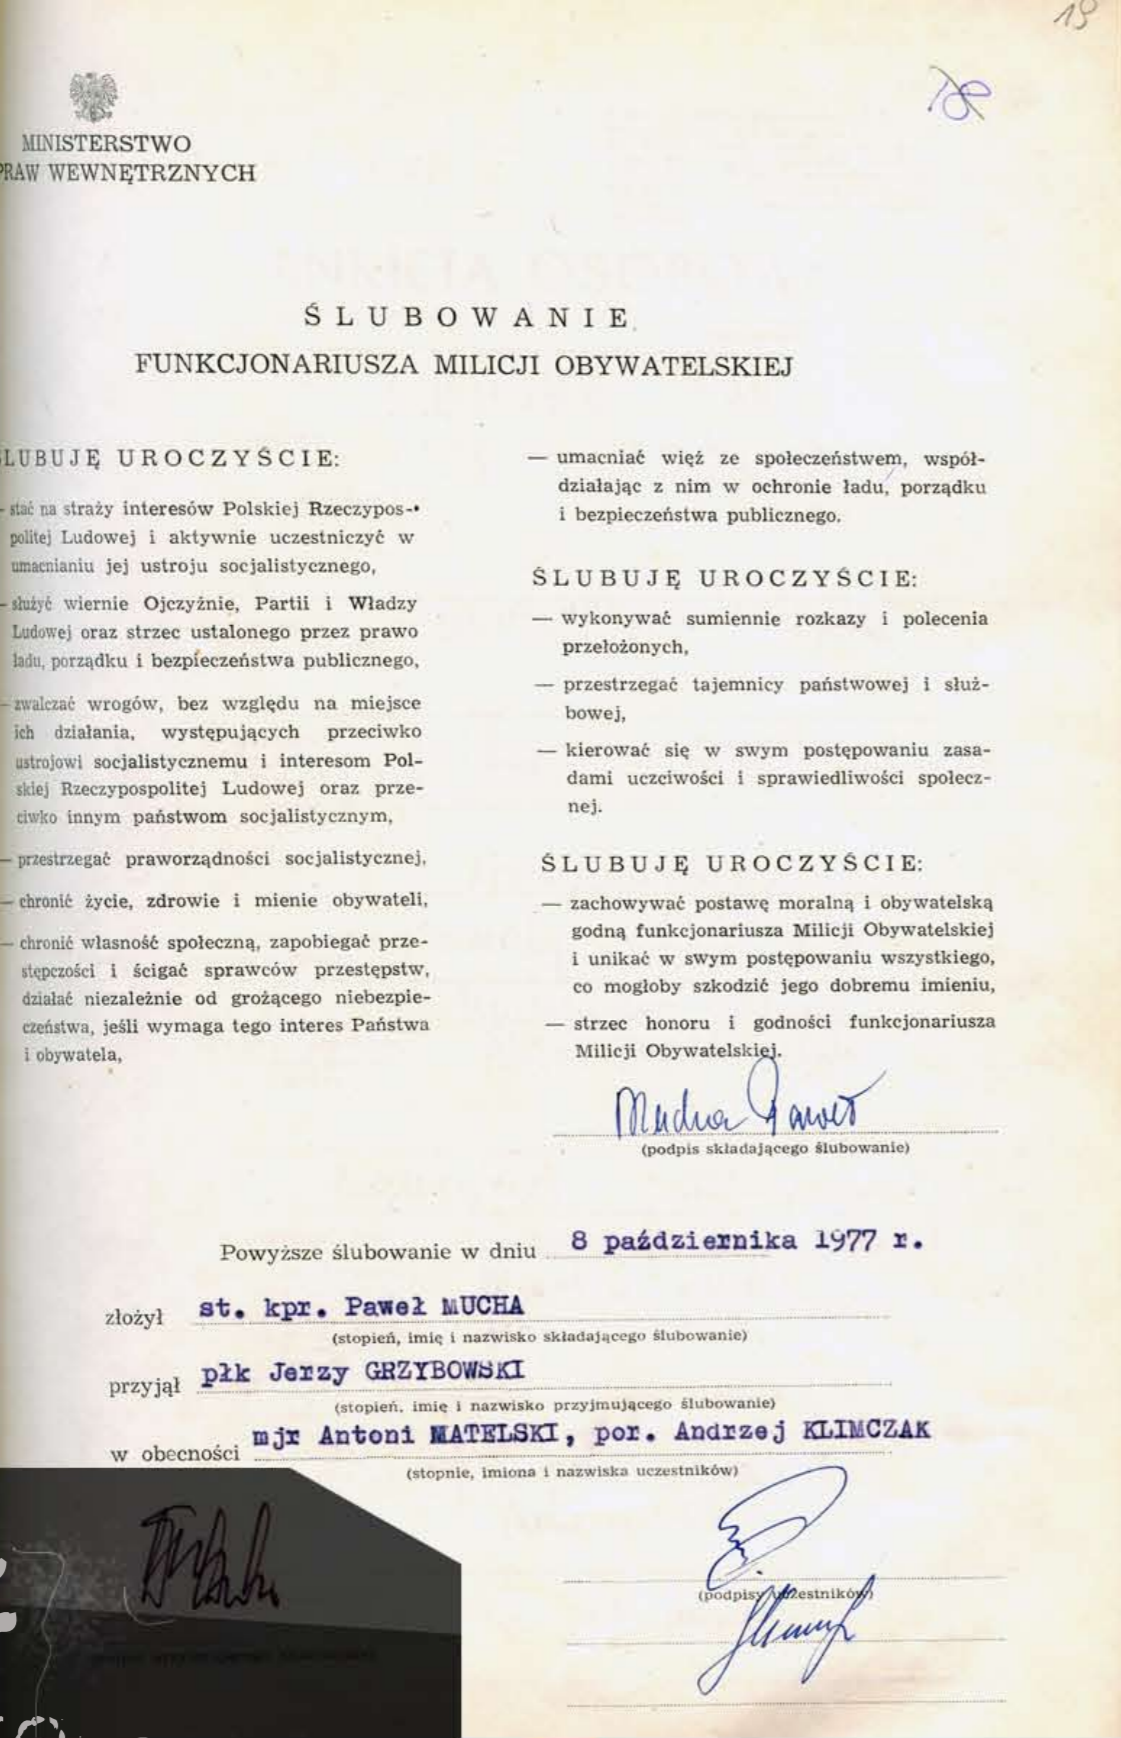 19
78
MINISTERSTWO
PRAW WEWNĘTRZNYCH
ŚLUBOWANIE
FUNKCJONARIUSZA MILICJI OBYWATELSKIEJ
LUBUJĘ UROCZYŚCIE:
- stać na straży interesów Polskiej Rzeczypos-
politej Ludowej i aktywnie uczestniczyć w
umacnianiu jej ustroju socjalistycznego,
- służyć wiernie Ojczyźnie, Partii i Władzy
Ludowej oraz strzec ustalonego przez prawo
ładu, porządku i bezpieczeństwa publicznego,
— zwalczać wrogów, bez względu na miejsce
ich działania, występujących przeciwko
ustrojowi socjalistycznemu i interesom Pol-
skiej Rzeczypospolitej Ludowej oraz prze-
ciwko innym państwom socjalistycznym,
— przestrzegać praworządności socjalistycznej,
— chronić życie, zdrowie i mienie obywateli,
— chronić własność społeczną, zapobiegać prze-
stępczości i ścigać sprawców przestępstw,
działać niezależnie od grożącego niebezpie-
czeństwa, jeśli wymaga tego interes Państwa
i obywatela,
— umacniać więź ze społeczeństwem, współ-
działając z nim w ochronie ładu, porządku
i bezpieczeństwa publicznego.
ŚLUBUJĘ UROCZYŚCIE:
— wykonywać sumiennie rozkazy i polecenia
przełożonych,
— przestrzegać tajemnicy państwowej i służ-
bowej,
— kierować się w swym postępowaniu zasa-
dami uczciwości i sprawiedliwości społecz-
nej.
ŚLUBUJĘ UROCZYŚCIE:
— zachowywać postawę moralną i obywatelską
godną funkcjonariusza Milicji Obywatelskiej
i unikać w swym postępowaniu wszystkiego,
co mogłoby szkodzić jego dobremu imieniu,
— strzec honoru i godności funkcjonariusza
Milicji Obywatelskiej.
Mucha Paweł
(podpis składającego ślubowanie)
Powyższe ślubowanie w dniu 8 października 1977 r.
złożył st. kpr. Paweł MUCHA
(stopień, imię i nazwisko składającego ślubowanie)
przyjął płk Jerzy GRZYBOWSKI
(stopień, imię i nazwisko przyjmującego ślubowanie)
w obecności mjr Antoni MATELSKI, por. Andrzej KLIMCZAK
(stopnie, imiona i nazwiska uczestników)
(podpisy uczestników)